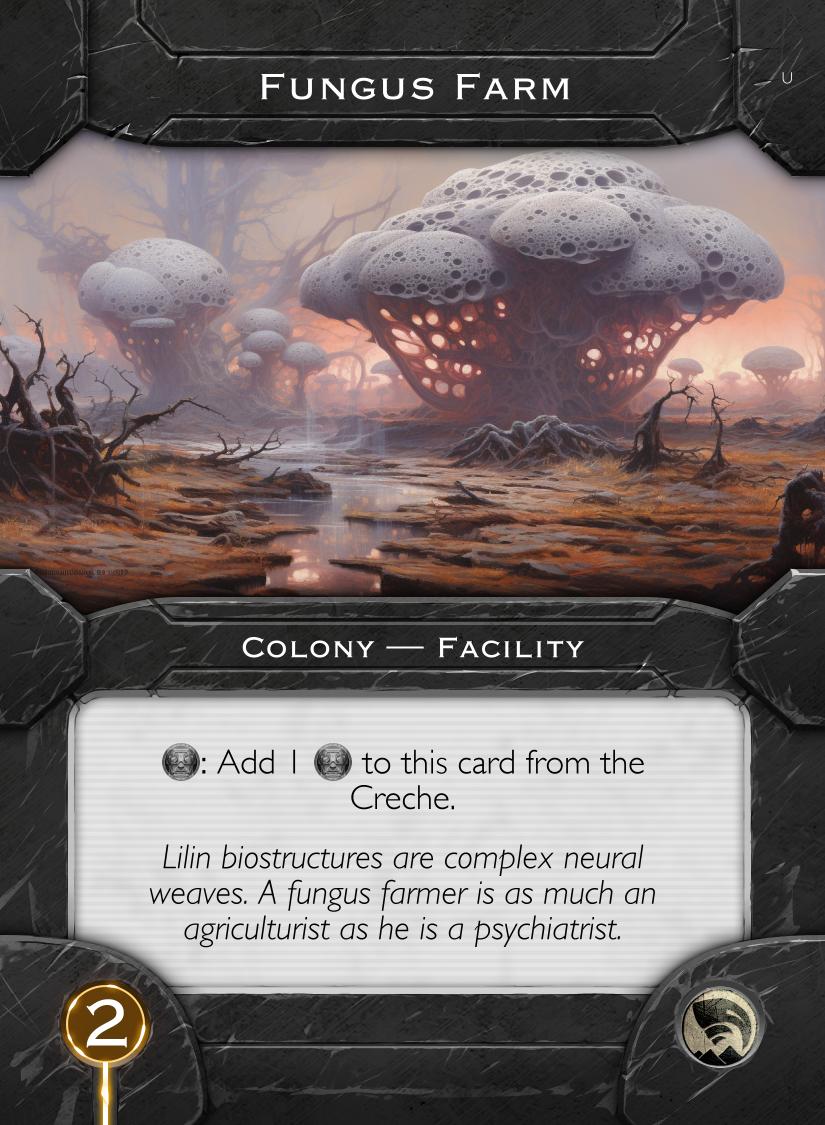 Fungus Farm
U
Colony — Facility
: Add 1 to this card from the
Creche.
Lilin biostructures are complex neural
weaves. A fungus farmer is as much an
agriculturist as he is a psychiatrist.
2